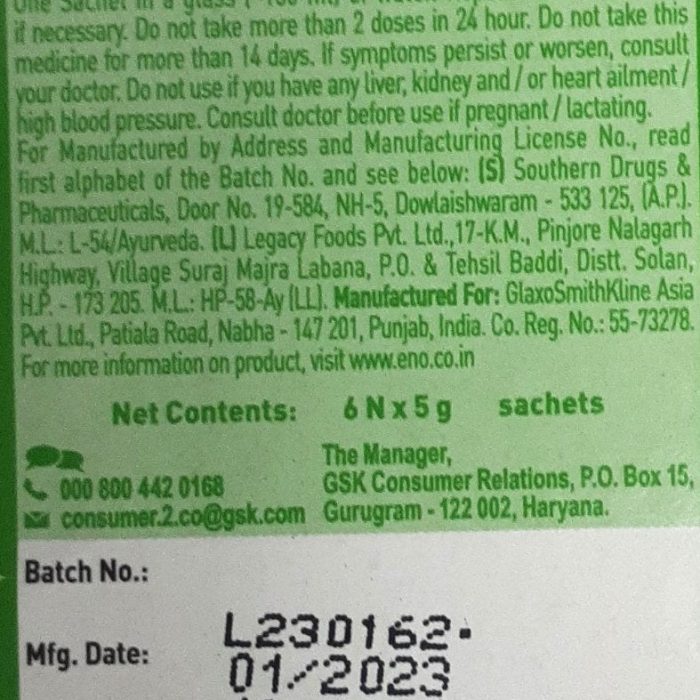 One Sachet in a glass
if necessary. Do not take more than 2 doses in 24 hour. Do not take this
medicine for more than 14 days. If symptoms persist or worsen, consult
your doctor. Do not use if you have any liver, kidney and / or heart ailment /
high blood pressure. Consult doctor before use if pregnant / lactating.
For Manufactured by Address and Manufacturing License No., read
first alphabet of the Batch No. and see below: (S) Southern Drugs &
Pharmaceuticals, Door No. 19-584, NH-5, Dowlaishwaram - 533 125, (A.P.).
M.L.: L-54/Ayurveda. (L) Legacy Foods Pvt. Ltd.,17-K.M., Pinjore Nalagarh
Highway, Village Suraj Majra Labana, P.O. & Tehsil Baddi, Distt. Solan,
H.P. - 173 205. M.L.: HP-58-Ay (LL). Manufactured For: GlaxoSmithKline Asia
Pvt. Ltd., Patiala Road, Nabha - 147 201, Punjab, India. Co. Reg. No.: 55-73278.
For more information on product, visit www.eno.co.in
Net Contents: 6 N x 5 g sachets
000 800 442 0168
consumer.2.co@gsk.com
The Manager,
GSK Consumer Relations, P.O. Box 15,
Gurugram - 122 002, Haryana.
Batch No.: L230162
Mfg. Date: 01/2023